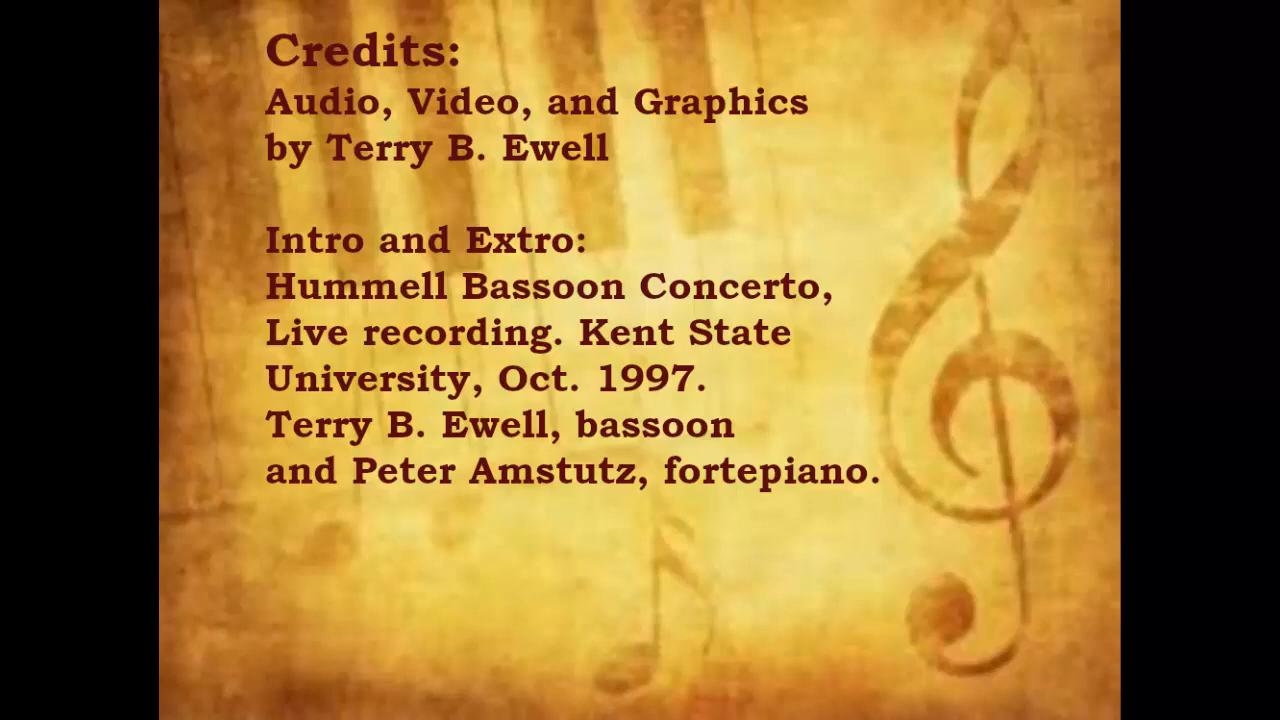 Credits:
Audio, Video, and Graphics
by Terry B. Ewell
Intro and Extro:
Hummell Bassoon Concerto,
Live recording. Kent State
University, Oct. 1997.
Terry B. Ewell, bassoon
and Peter Amstutz, fortepiano.